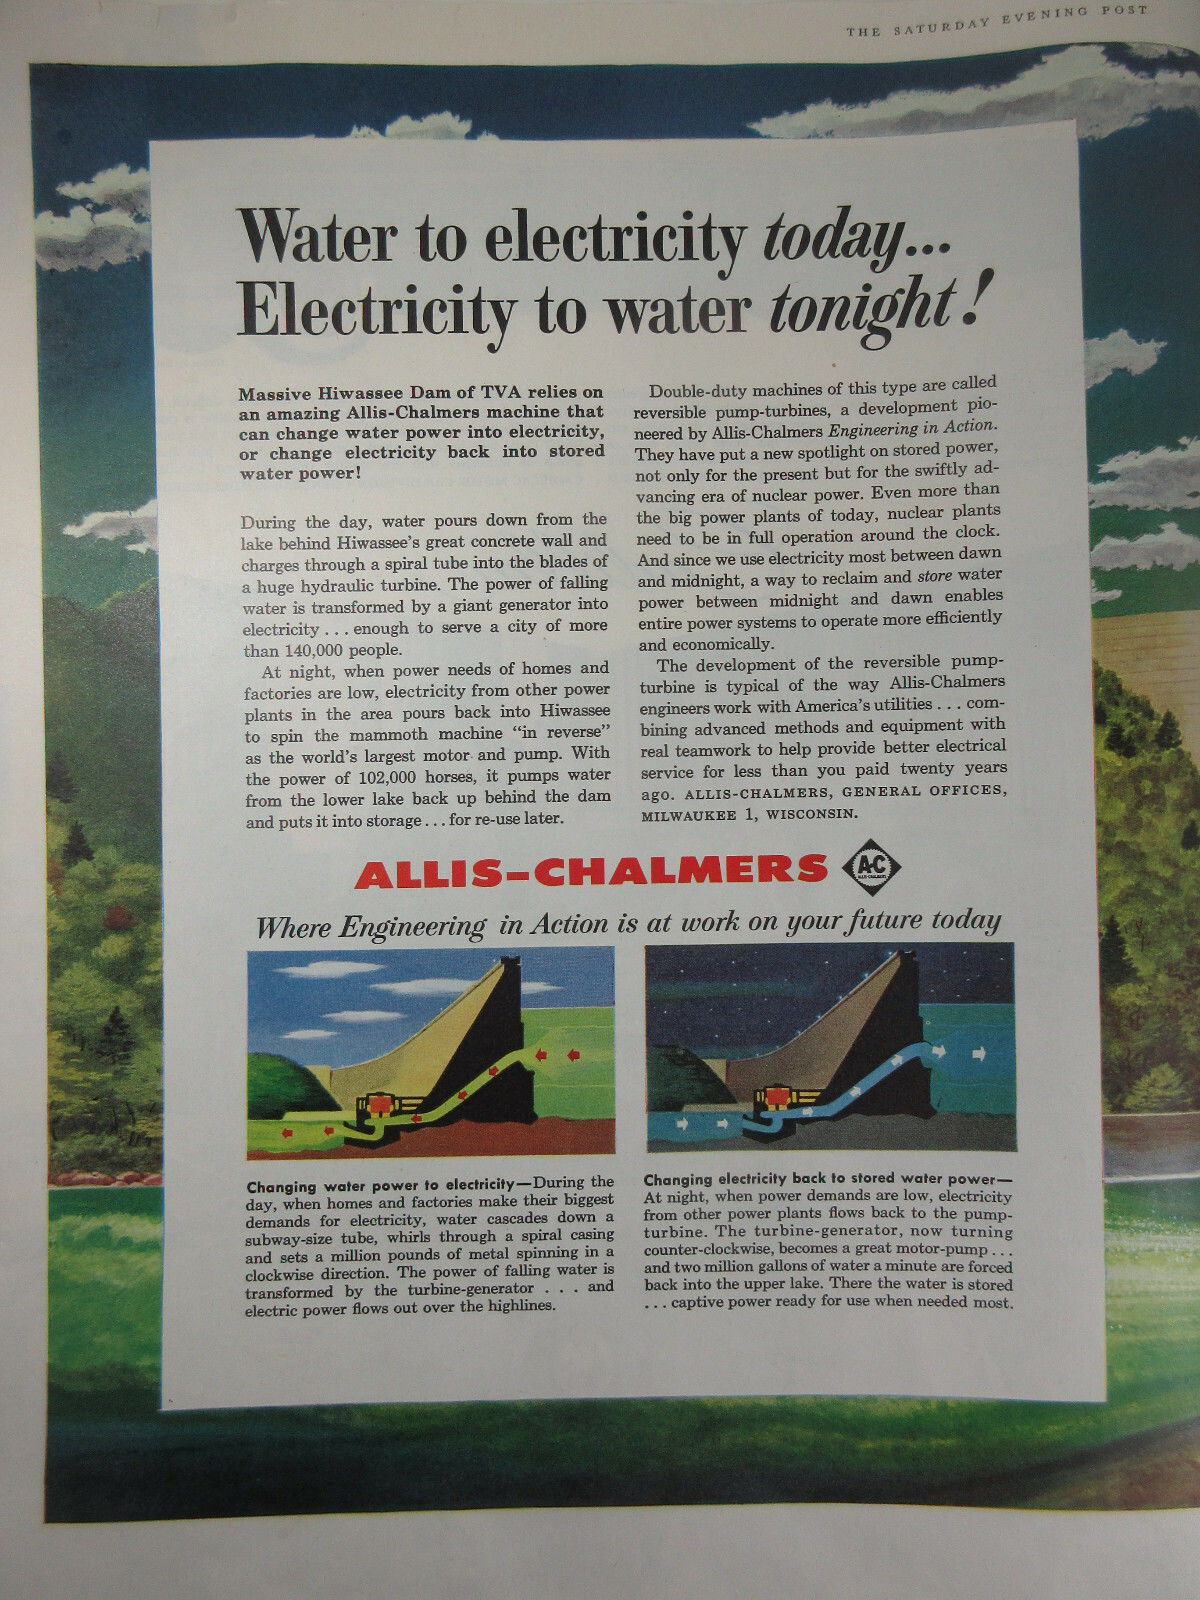 THE SATURDAY EVENING POST
Water to electricity today...
Electricity to water tonight!
Massive Hiwassee Dam of TVA relies on
an amazing Allis-Chalmers machine that
can change water power into electricity,
or change electricity back into stored
water power!
During the day, water pours down from the
lake behind Hiwassee's great concrete wall and
charges through a spiral tube into the blades of
a huge hydraulic turbine. The power of falling
water is transformed by a giant generator into
electricity . . . enough to serve a city of more
than 140,000 people.
At night, when power needs of homes and
factories are low, electricity from other power
plants in the area pours back into Hiwassee
to spin the mammoth machine "in reverse"
as the world's largest motor and pump. With
the power of 102,000 horses, it pumps water
from the lower lake back up behind the dam
and puts it into storage . . . for re-use later.
Double-duty machines of this type are called
reversible pump-turbines, a development pio-
neered by Allis-Chalmers Engineering in Action.
They have put a new spotlight on stored power,
not only for the present but for the swiftly ad-
vancing era of nuclear power. Even more than
the big power plants of today, nuclear plants
need to be in full operation around the clock.
And since we use electricity most between dawn
and midnight, a way to reclaim and store water
power between midnight and dawn enables
entire power systems to operate more efficiently
and economically.
The development of the reversible pump-
turbine is typical of the way Allis-Chalmers
engineers work with America's utilities . . . com-
bining advanced methods and equipment with
real teamwork to help provide better electrical
service for less than you paid twenty years
ago. ALLIS-CHALMERS, GENERAL OFFICES,
MILWAUKEE 1, WISCONSIN.
ALLIS-CHALMERS
A-C
ALLIS-CHALMERS
Where Engineering in Action is at work on your future today
Changing water power to electricity—During the
day, when homes and factories make their biggest
demands for electricity, water cascades down a
subway-size tube, whirls through a spiral casing
and sets a million pounds of metal spinning in a
clockwise direction. The power of falling water is
transformed by the turbine-generator . . . and
electric power flows out over the highlines.
Changing electricity back to stored water power—
At night, when power demands are low, electricity
from other power plants flows back to the pump-
turbine. The turbine-generator, now turning
counter-clockwise, becomes a great motor-pump . . .
and two million gallons of water a minute are forced
back into the upper lake. There the water is stored
. . . captive power ready for use when needed most.